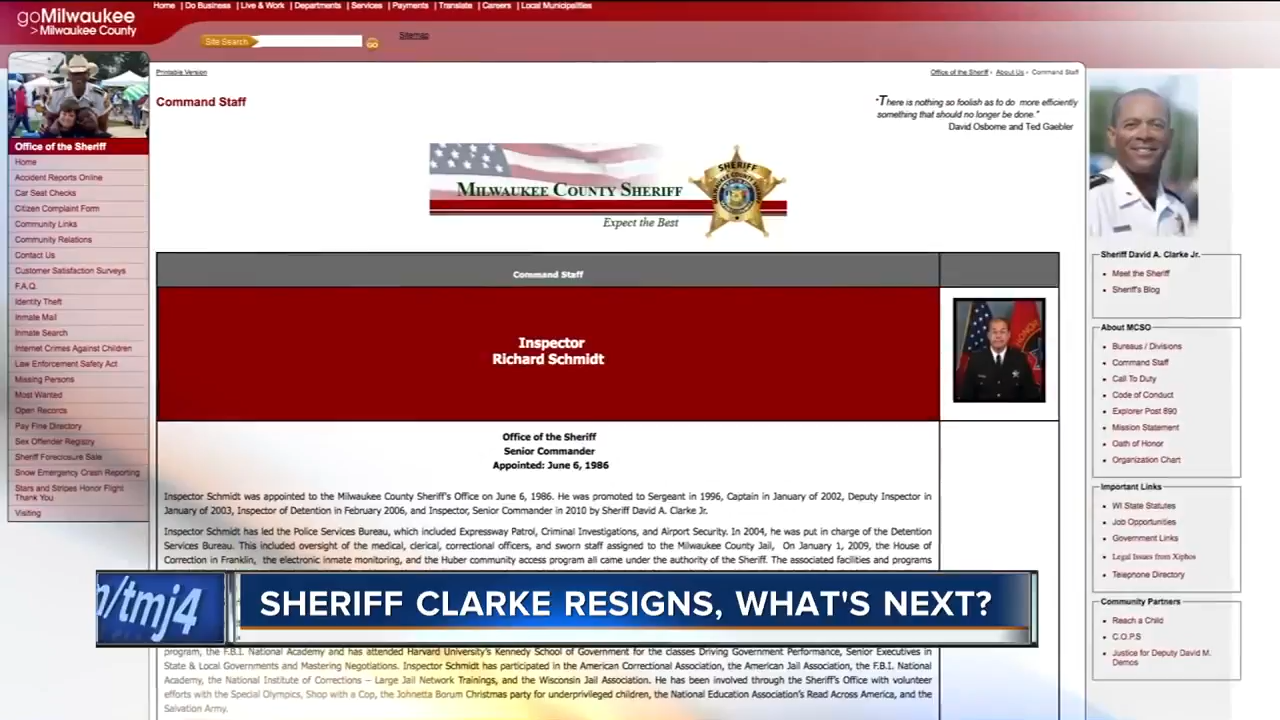 goMilwaukee
> Milwaukee County
Home | Do Business | Live & Work | Departments | Services | Payments | Translate | Careers | Local Municipalities
Site Search
GO
Sitemap
Office of the Sheriff
Home
Accident Reports Online
Car Seat Checks
Citizen Complaint Form
Community Links
Community Relations
Contact Us
Customer Satisfaction Surveys
F.A.Q.
Identity Theft
Inmate Mail
Inmate Search
Internet Crimes Against Children
Law Enforcement Safety Act
Missing Persons
Most Wanted
Open Records
Pay Fine Directory
Sex Offender Registry
Sheriff Foreclosure Sale
Snow Emergency Crash Reporting
Stars and Stripes Honor Flight
Thank You
Visiting
Printable Version
Office of the Sheriff > About Us > Command Staff
Command Staff
"There is nothing so foolish as to do more efficiently
something that should no longer be done."
David Osborne and Ted Gaebler
MILWAUKEE COUNTY SHERIFF
SHERIFF
Expect the Best
Command Staff
Inspector
Richard Schmidt
Office of the Sheriff
Senior Commander
Appointed: June 6, 1986
Inspector Schmidt was appointed to the Milwaukee County Sheriff's Office on June 6, 1986. He was promoted to Sergeant in 1996, Captain in January of 2002, Deputy Inspector in
January of 2003, Inspector of Detention in February 2006, and Inspector, Senior Commander in 2010 by Sheriff David A. Clarke Jr.
Inspector Schmidt has led the Police Services Bureau, which included Expressway Patrol, Criminal Investigations, and Airport Security. In 2004, he was put in charge of the Detention
Services Bureau. This included oversight of the medical, clerical, correctional officers, and sworn staff assigned to the Milwaukee County Jail, On January 1, 2009, the House of
Correction in Franklin, the electronic inmate monitoring, and the Huber community access program all came under the authority of the Sheriff. The associated facilities and programs
m/tmj4
SHERIFF CLARKE RESIGNS, WHAT'S NEXT?
program, the F.B.I. National Academy and has attended Harvard University's Kennedy School of Government for the classes Driving Government Performance, Senior Executives in
State & Local Governments and Mastering Negotiations. Inspector Schmidt has participated in the American Correctional Association, the American Jail Association, the F.B.I. National
Academy, the National Institute of Corrections – Large Jail Network Trainings, and the Wisconsin Jail Association. He has been involved through the Sheriff's Office with volunteer
efforts with the Special Olympics, Shop with a Cop, the Johnetta Borum Christmas party for underprivileged children, the National Education Association's Read Across America, and the
Salvation Army.
Sheriff David A. Clarke Jr.
Meet the Sheriff
Sheriff's Blog
About MCSO
Bureaus / Divisions
Command Staff
Call To Duty
Code of Conduct
Explorer Post 890
Mission Statement
Oath of Honor
Organization Chart
Important Links
WI State Statutes
Job Opportunities
Government Links
Legal Issues from Xiphos
Telephone Directory
Community Partners
Reach a Child
C.O.P.S
Justice for Deputy David M.
Demos